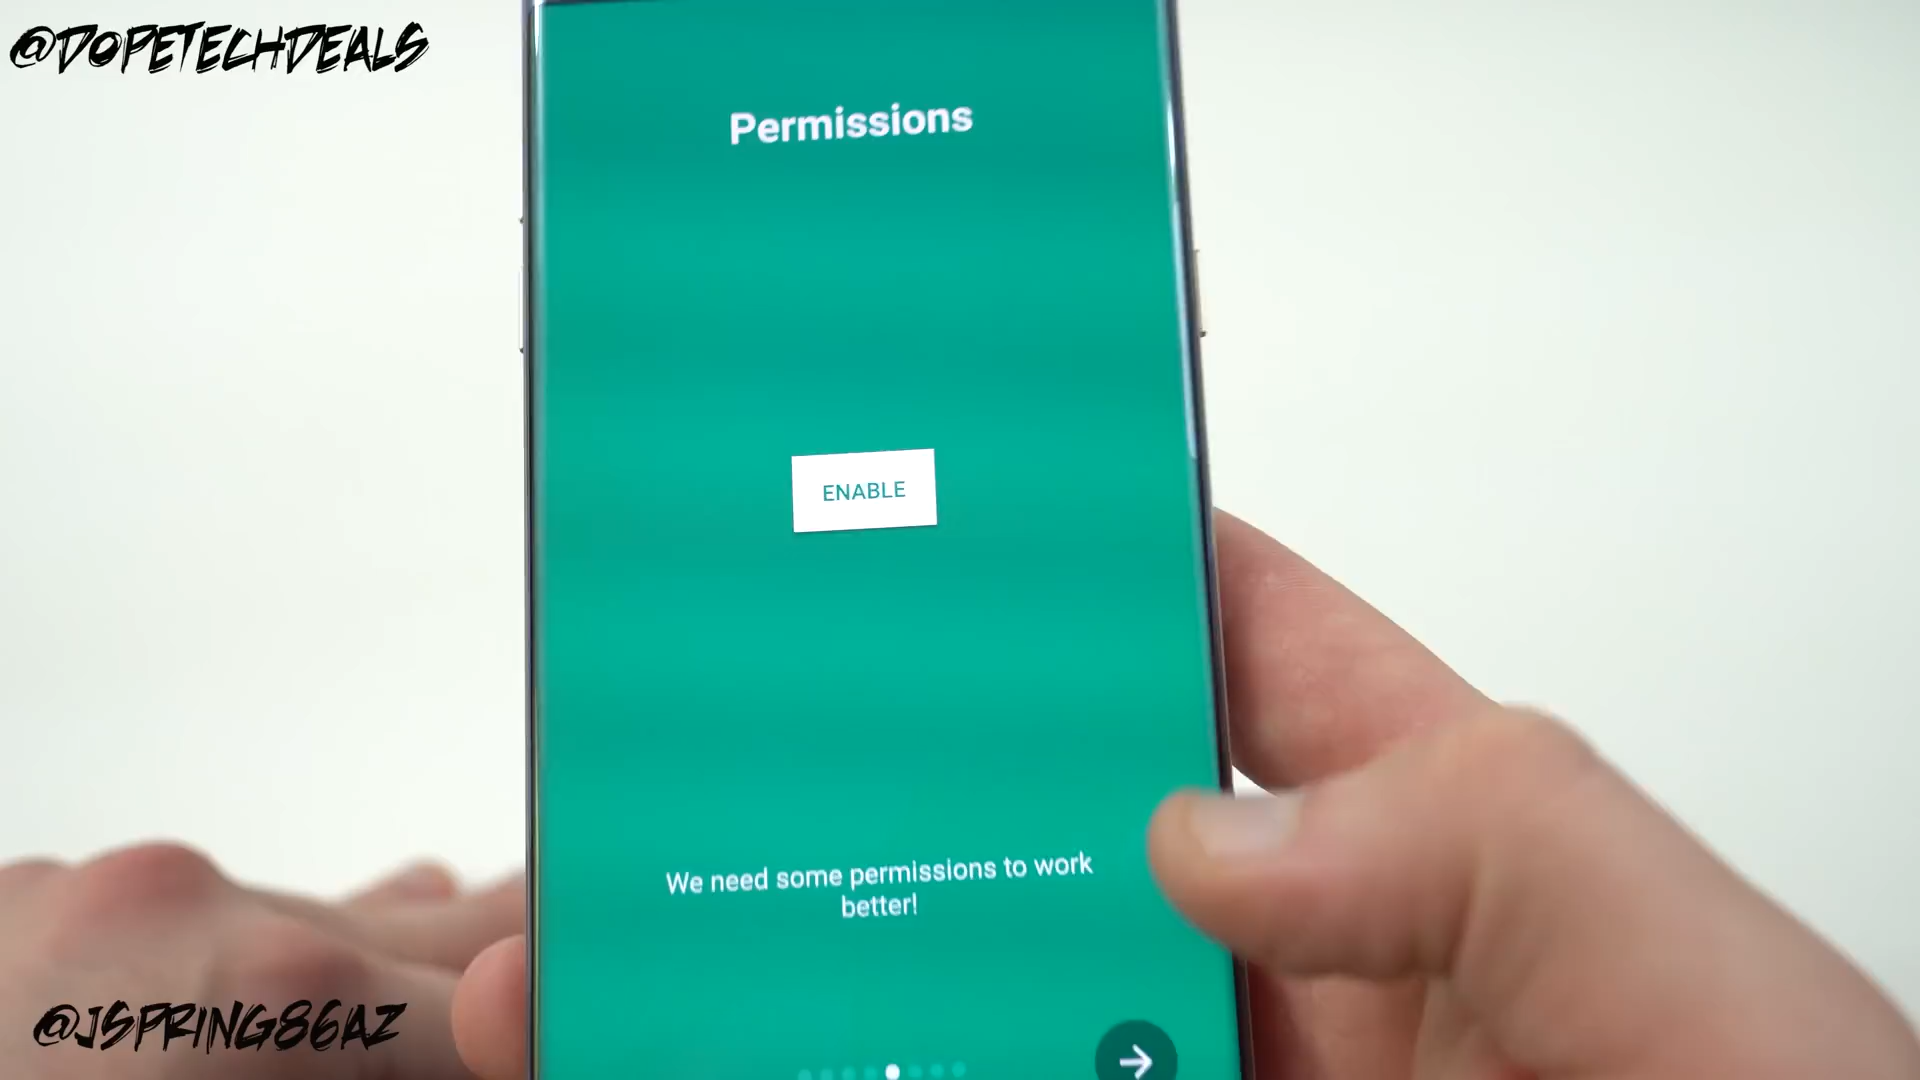 @DOPETECHDEALS
Permissions
ENABLE
We need some permissions to work
better!
@JSPRING86AZ